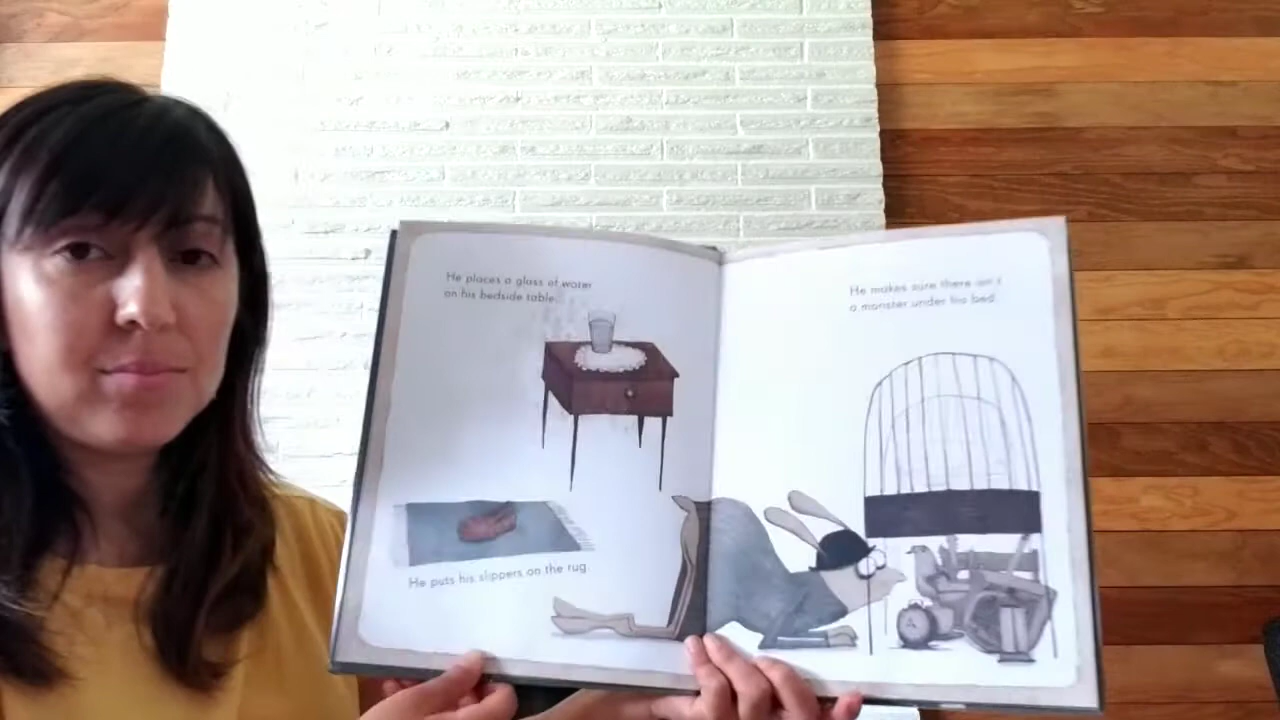 He places a glass of water
on his bedside table.
He puts his slippers on the rug.
He makes sure there isn't
a monster under his bed.